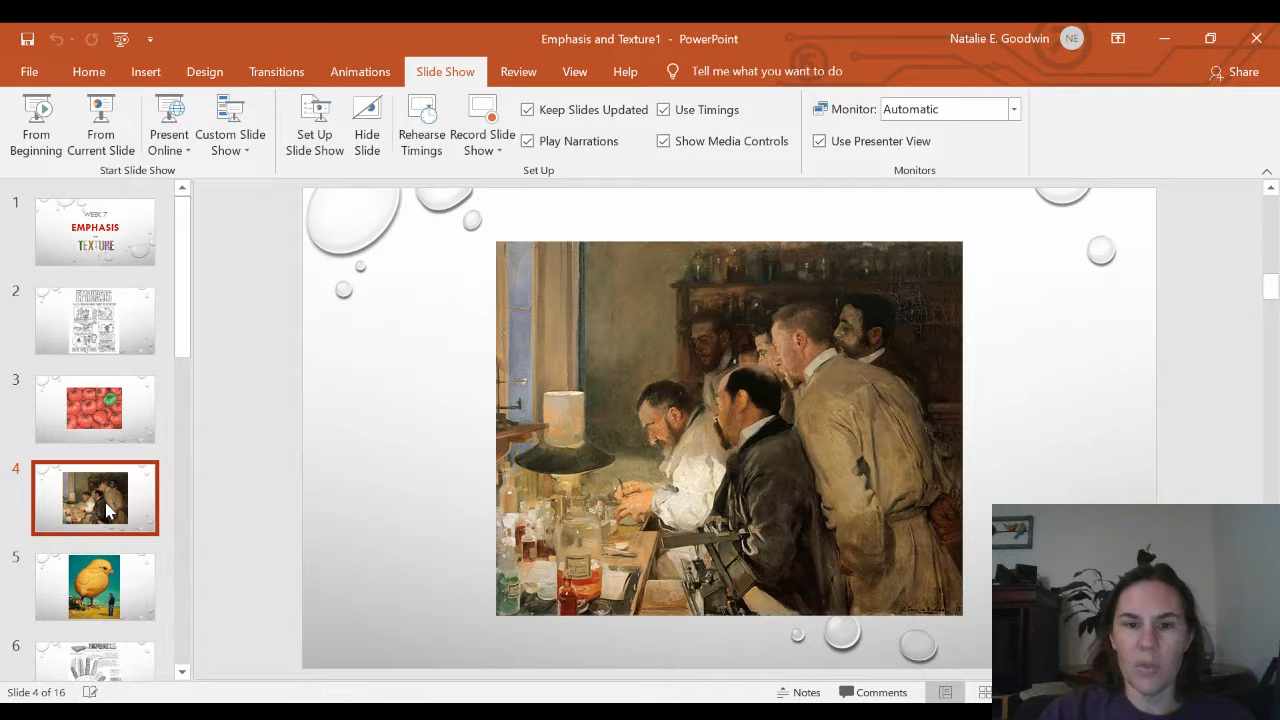 Emphasis and Texture1 - PowerPoint
Natalie E. Goodwin
NE
File Home Insert Design Transitions Animations Slide Show Review View Help Tell me what you want to do
Share
From Beginning
From Current Slide
Present Online
Custom Slide Show
Start Slide Show
Set Up Slide Show
Hide Slide
Rehearse Timings
Record Slide Show
Keep Slides Updated
Play Narrations
Use Timings
Show Media Controls
Set Up
Monitor: Automatic
Use Presenter View
Monitors
1
WEEK 7
EMPHASIS
TEXTURE
2
EMPHASIS
3
4
5
6
Slide 4 of 16
Notes
Comments